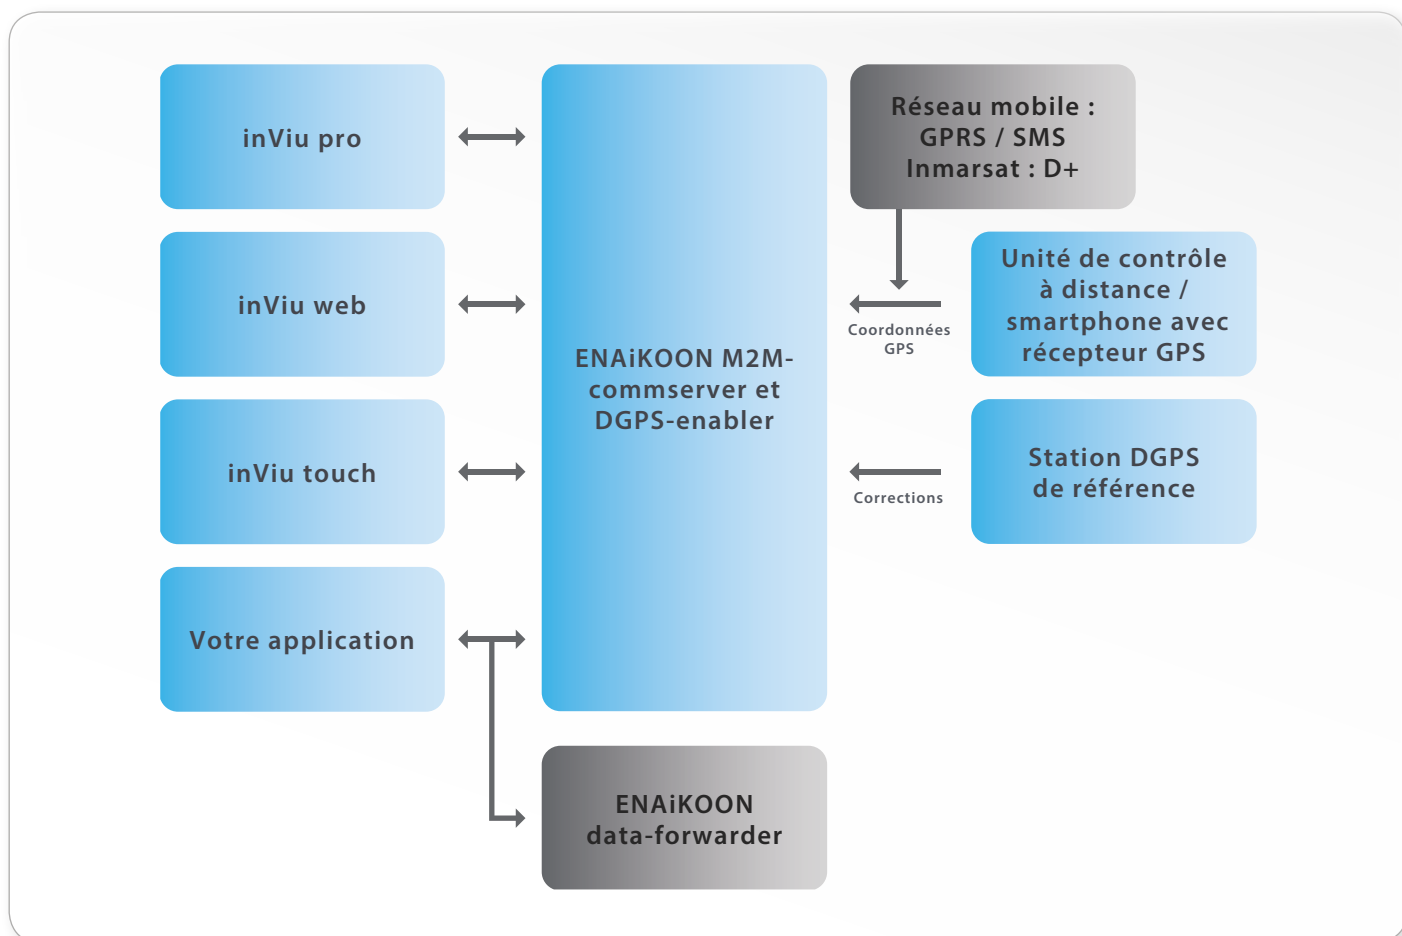 inViu pro
inViu web
inViu touch
Votre application
ENAiKOON M2M-
commserver et
DGPS-enabler
ENAiKOON
data-forwarder
Réseau mobile :
GPRS / SMS
Inmarsat : D+
Coordonnées
GPS
Unité de contrôle
à distance /
smartphone avec
récepteur GPS
Corrections
Station DGPS
de référence